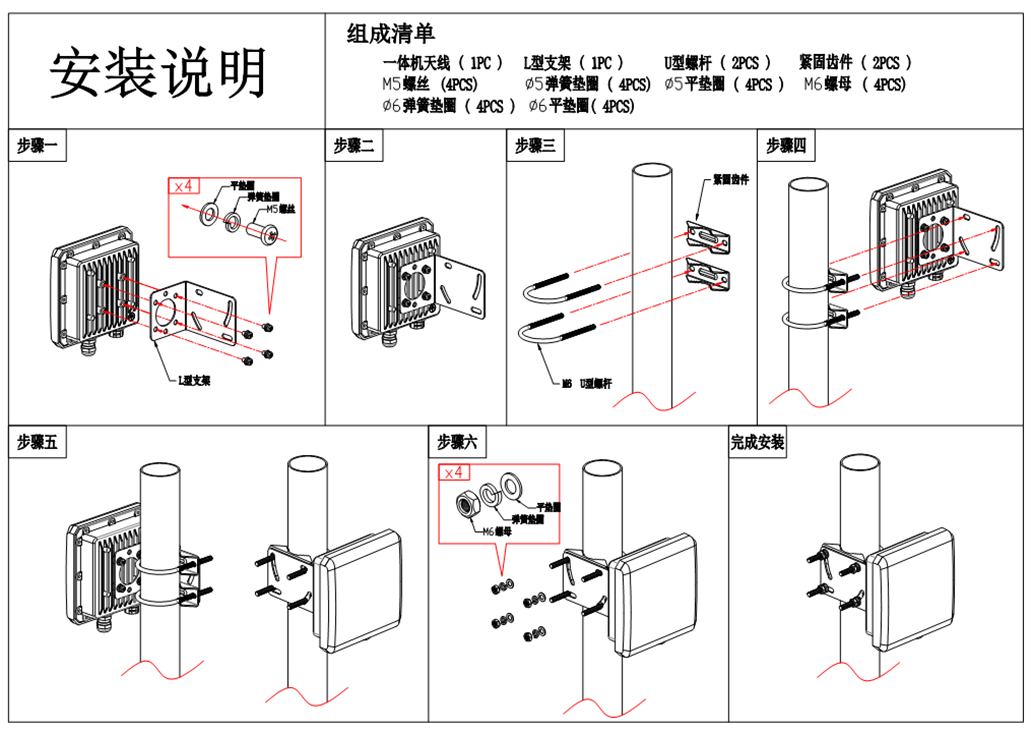 安装说明
组成清单
一体机天线 ( 1PC ) L型支架 ( 1PC ) U型螺杆 ( 2PCS ) 紧固齿件 ( 2PCS )
M5螺丝 (4PCS) Ø5弹簧垫圈 ( 4PCS) Ø5平垫圈 ( 4PCS ) M6螺母 ( 4PCS)
Ø6弹簧垫圈 ( 4PCS ) Ø6平垫圈( 4PCS)
步骤一
x4
平垫圈
弹簧垫圈
M5螺丝
L型支架
步骤二
步骤三
紧固齿件
M6 U型螺杆
步骤四
步骤五
步骤六
x4
平垫圈
弹簧垫圈
M6螺母
完成安装